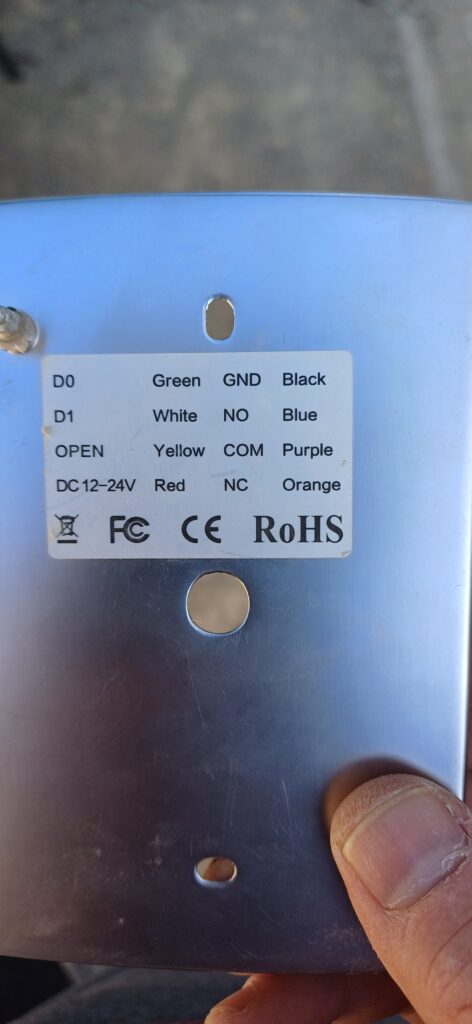 D0 Green GND Black
D1 White NO Blue
OPEN Yellow COM Purple
DC 12-24V Red NC Orange
FC CE RoHS